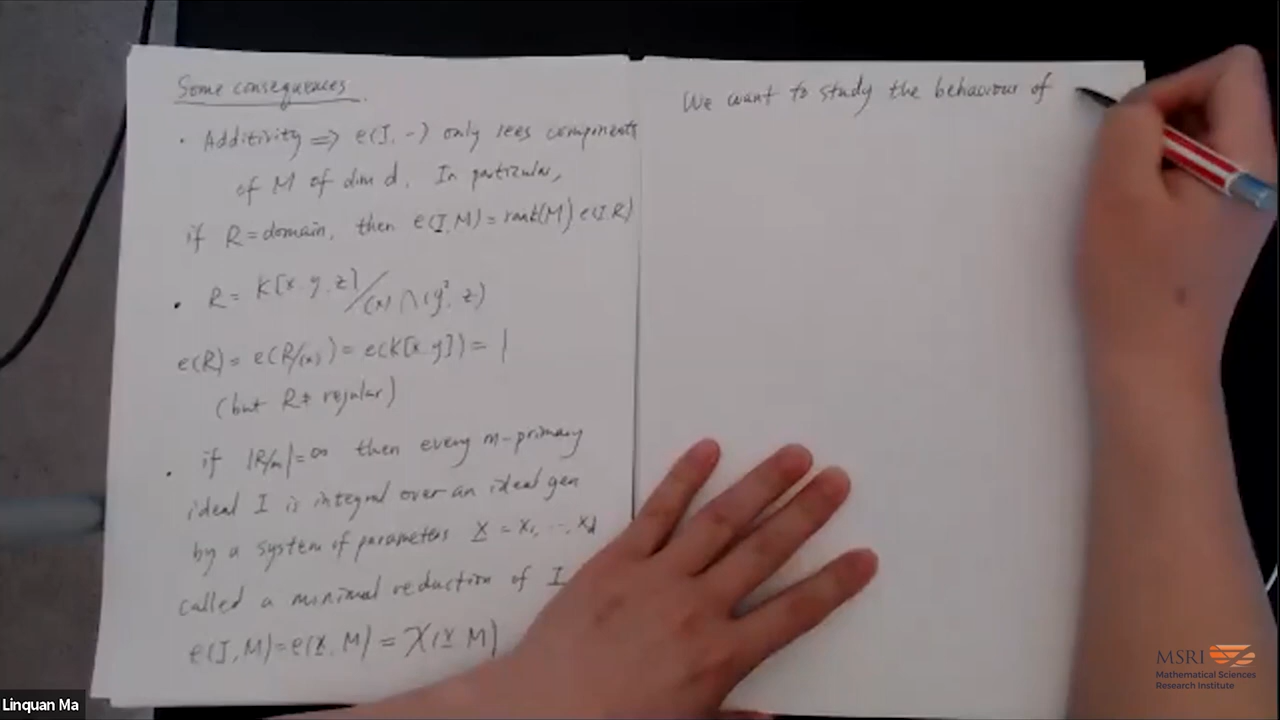 Some consequences.
· Additivity ⇒ e(I, -) only sees components
of M of dim d. In particular,
if R = domain, then e(I, M) = rank(M) e(I, R)
· R = K[x, y, z]/(x) ∩ (y², z)
e(R) = e(R/(x)) = e(K[x, y]) = 1
(but R ≠ regular)
· if |R/m| = ∞ then every m-primary
ideal I is integral over an ideal gen
by a system of parameters x = x₁, ..., x_d
called a minimal reduction of I
e(I, M) = e(x, M) = χ(x, M)
We want to study the behaviour of
MSRI
Mathematical Sciences
Research Institute
Linquan Ma